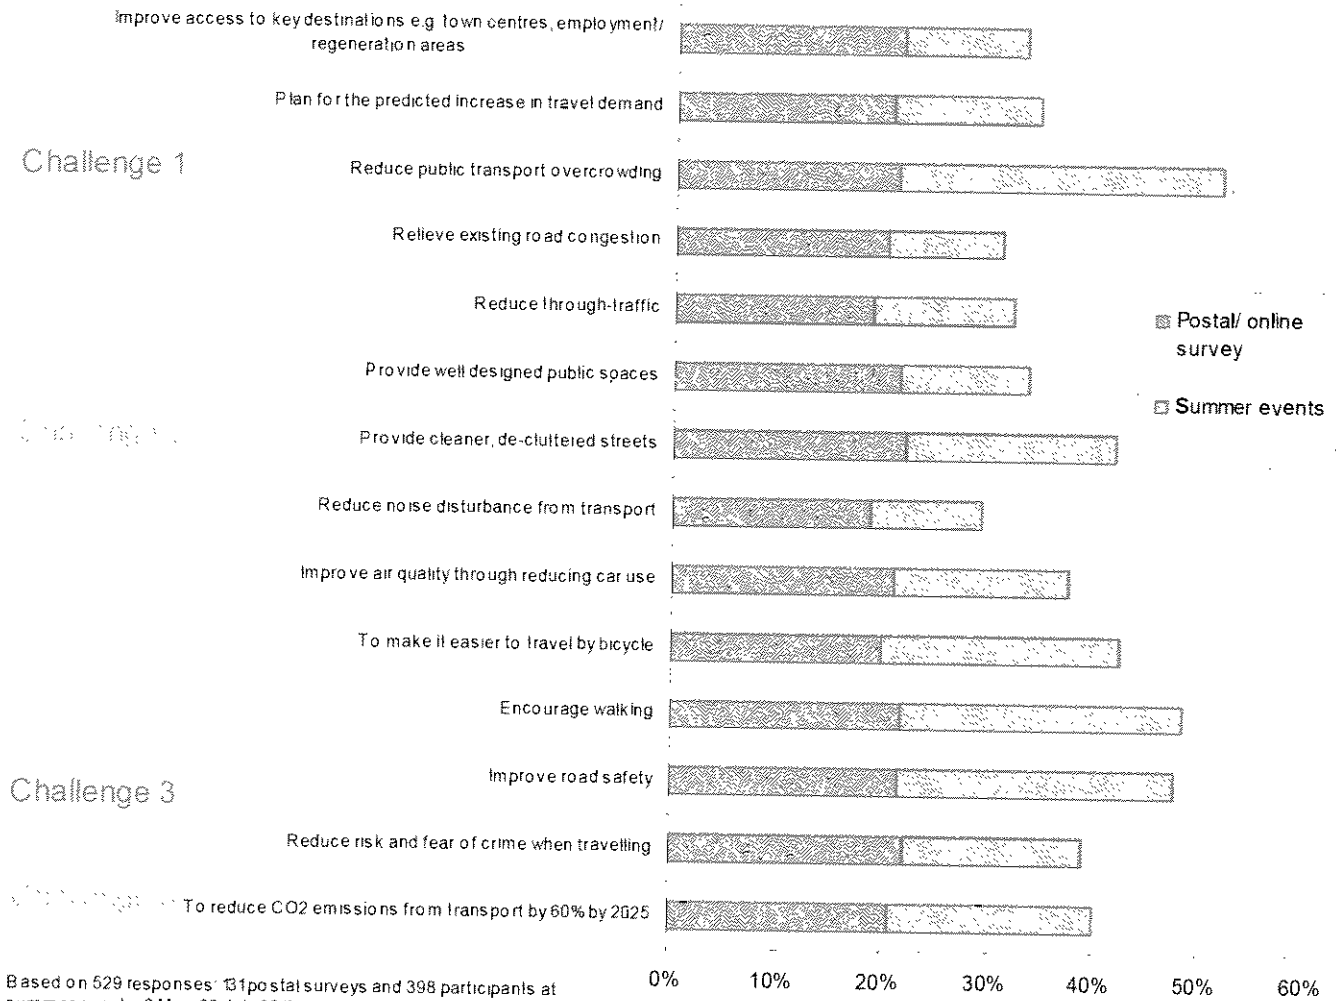 Improve access to key destinations e.g town centres, employment/
regeneration areas
Plan for the predicted increase in travel demand
Challenge 1
Reduce public transport overcrowding
Relieve existing road congestion
Reduce through-traffic
Postal/ online
survey
Provide well designed public spaces
Summer events
Provide cleaner, de-cluttered streets
Reduce noise disturbance from transport
Improve air quality through reducing car use
To make it easier to travel by bicycle
Encourage walking
Improve road safety
Challenge 3
Reduce risk and fear of crime when travelling
To reduce CO2 emissions from transport by 60% by 2025
0% 10% 20% 30% 40% 50% 60%
Based on 529 responses: 131 postal surveys and 398 participants at